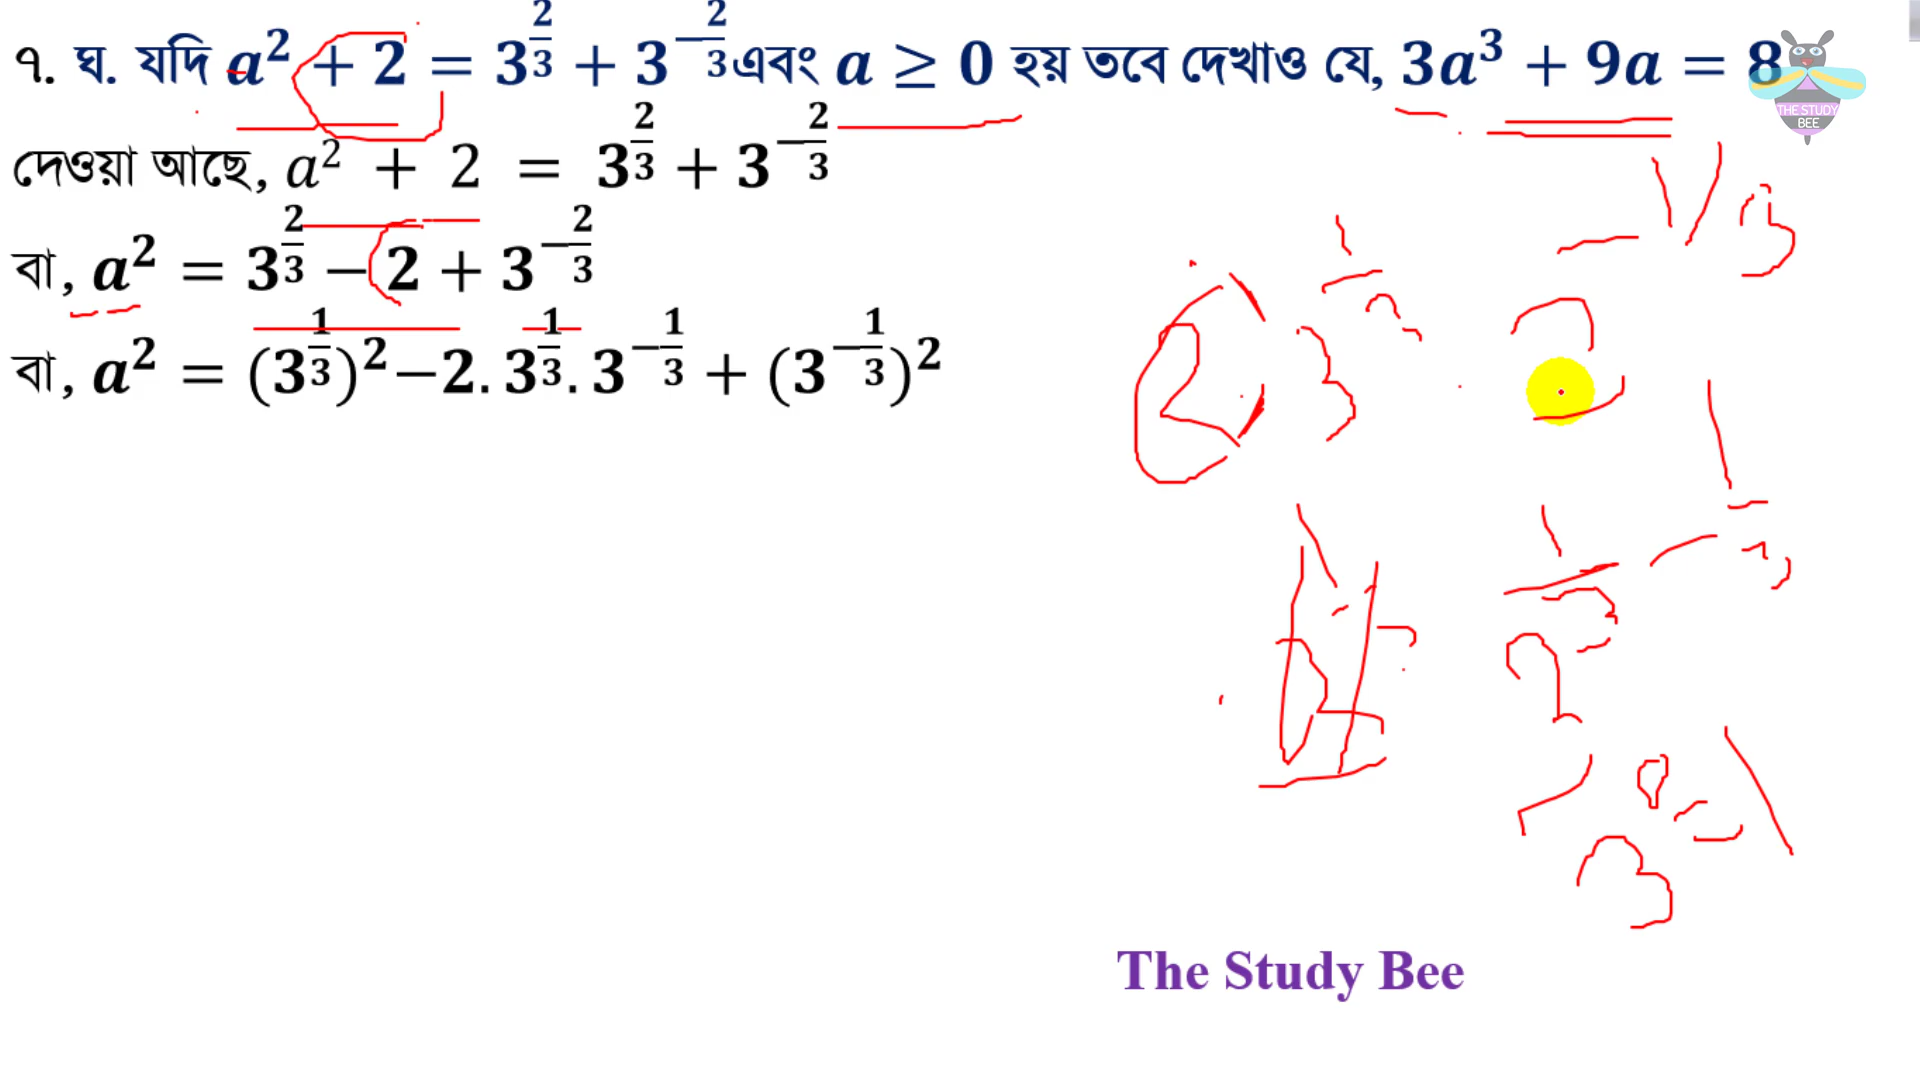 ৭. ঘ. যদি a² + 2 = 3^{2/3} + 3^{-2/3} এবং a ≥ 0 হয় তবে দেখাও যে, 3a³ + 9a = 8
THE STUDY BEE
দেওয়া আছে, a² + 2 = 3^{2/3} + 3^{-2/3}
বা, a² = 3^{2/3} − 2 + 3^{-2/3}
বা, a² = (3^{1/3})² − 2. 3^{1/3}. 3^{-1/3} + (3^{-1/3})²
The Study Bee